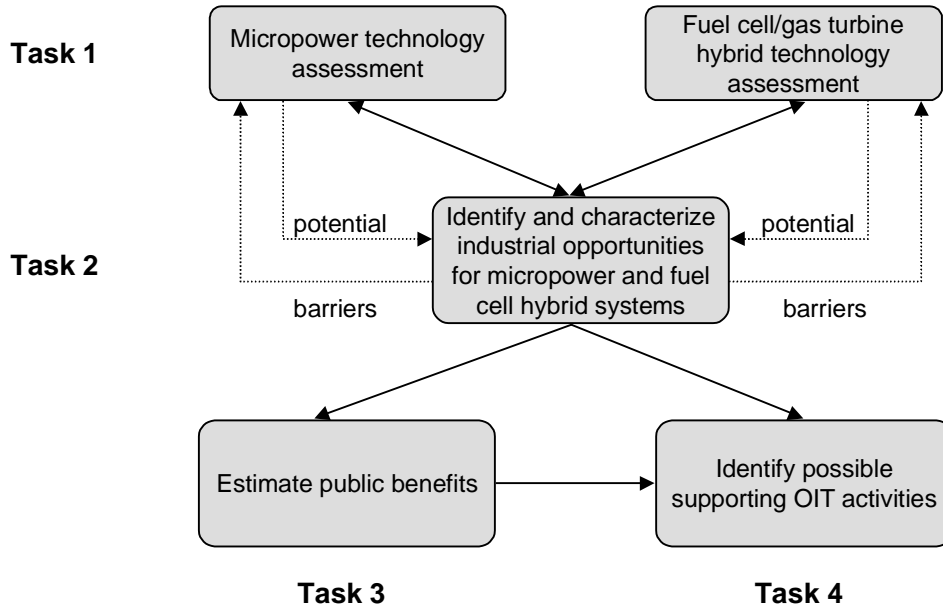 Task 1
Micropower technology
assessment
Fuel cell/gas turbine
hybrid technology
assessment
potential
Identify and characterize
industrial opportunities
for micropower and fuel
cell hybrid systems
potential
Task 2
barriers
barriers
Estimate public benefits
Identify possible
supporting OIT activities
Task 3
Task 4